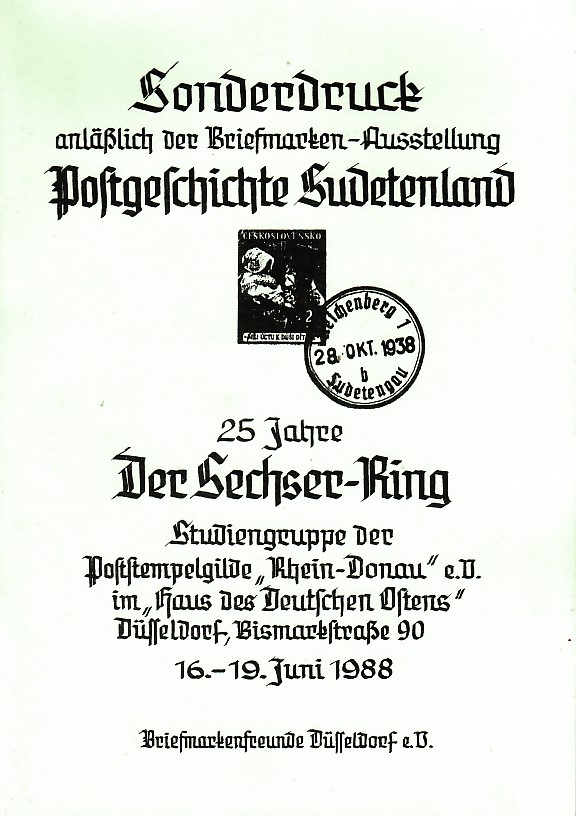 Sonderdruck
anläßlich der Briefmarken-Ausstellung
Postgeschichte Sudetenland
ČESKOSLOVENSKO
2
Reichenberg 1
28. OKT. 1938
b
Sudetengau
25 Jahre
Der Sechser-Ring
Studiengruppe der
Poststempelgilde „Rhein-Donau" e.V.
im „Haus des Deutschen Ostens"
Düsseldorf, Bismarkstraße 90
16.-19. Juni 1988
Briefmarkenfreunde Düsseldorf e.V.